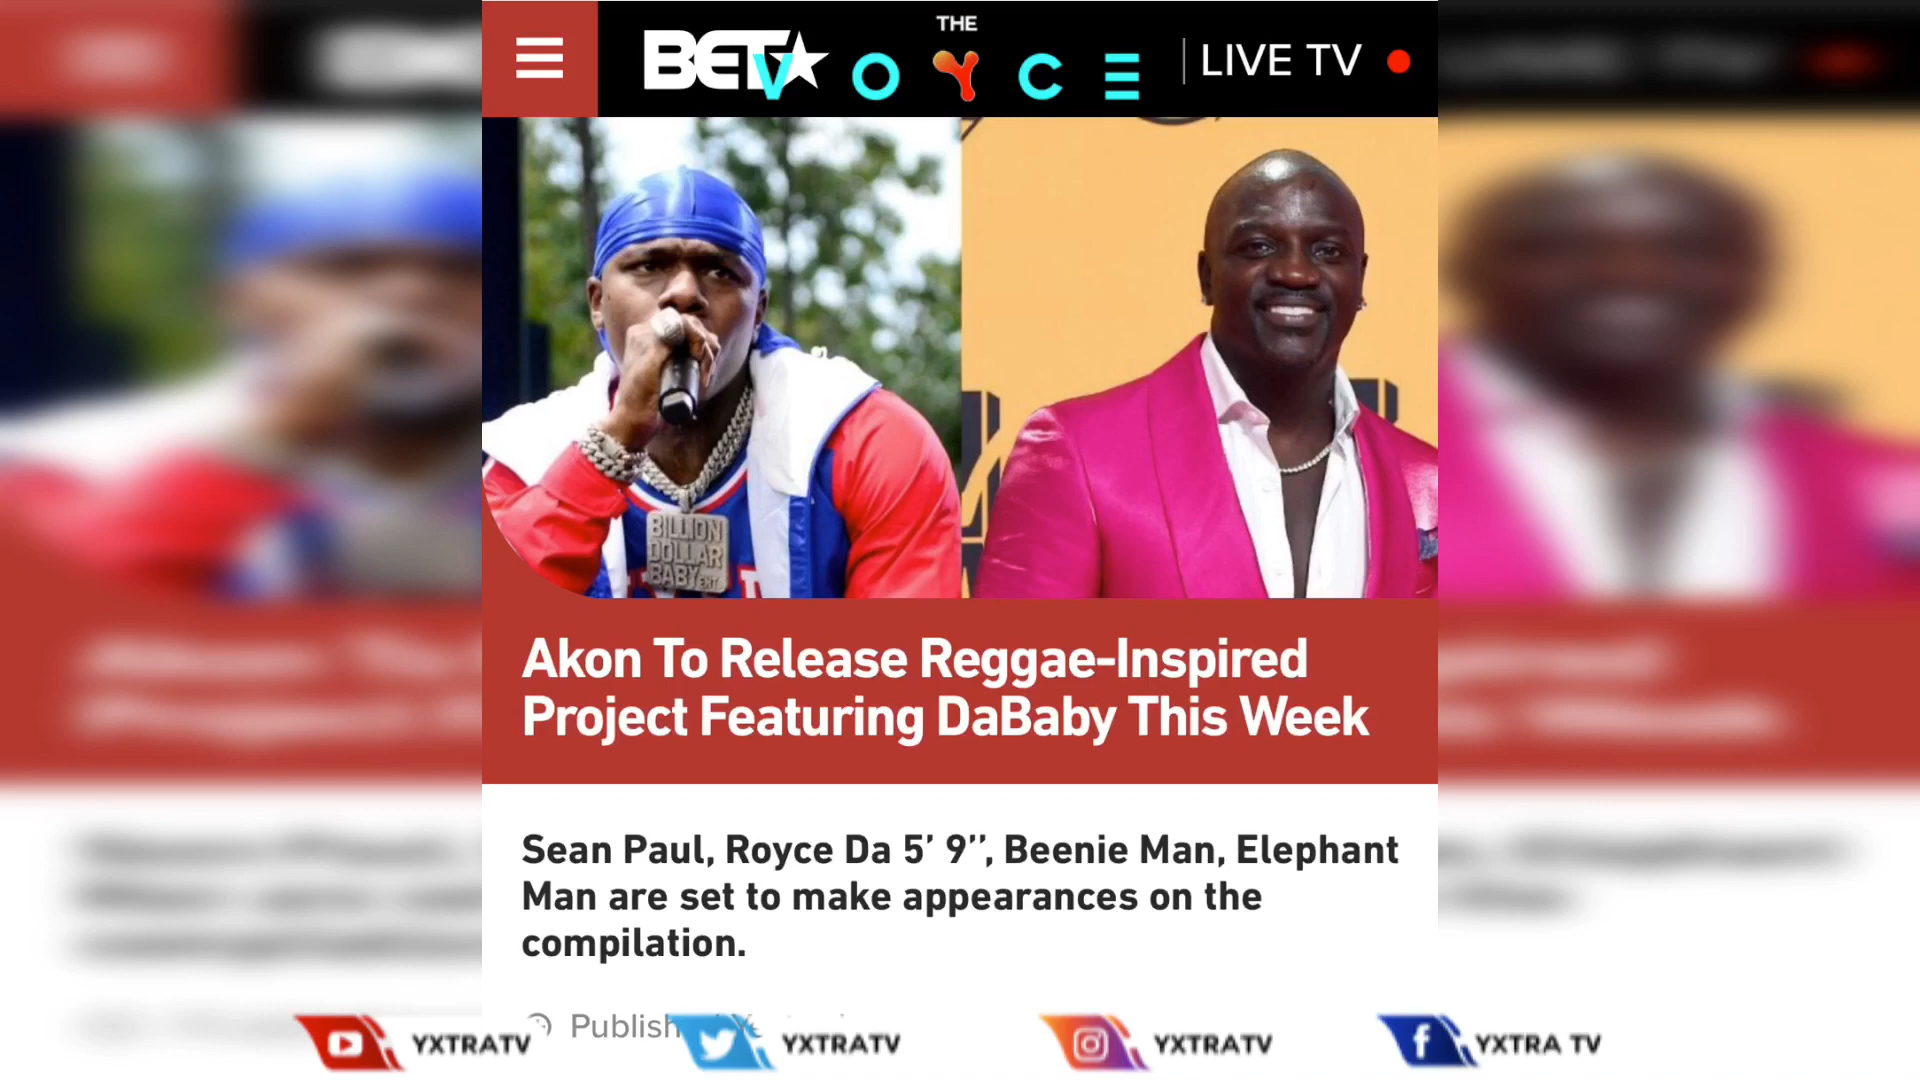 THE
BET
VOYCE
LIVE TV
BILLION
DOLLAR
BABY ENT
Akon To Release Reggae-Inspired
Project Featuring DaBaby This Week
Sean Paul, Royce Da 5’ 9’’, Beenie Man, Elephant
Man are set to make appearances on the
compilation.
YXTRATV
YXTRATV
YXTRATV
YXTRA TV